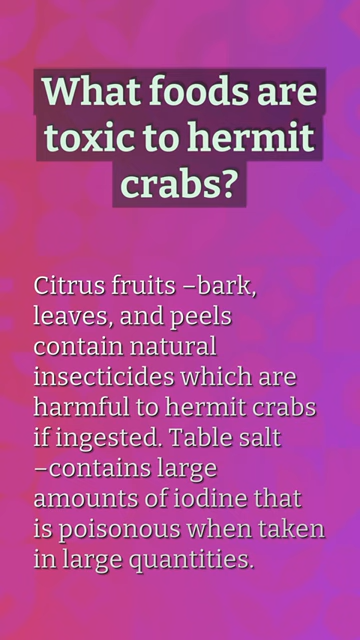 What foods are
toxic to hermit
crabs?
Citrus fruits –bark,
leaves, and peels
contain natural
insecticides which are
harmful to hermit crabs
if ingested. Table salt
–contains large
amounts of iodine that
is poisonous when taken
in large quantities.